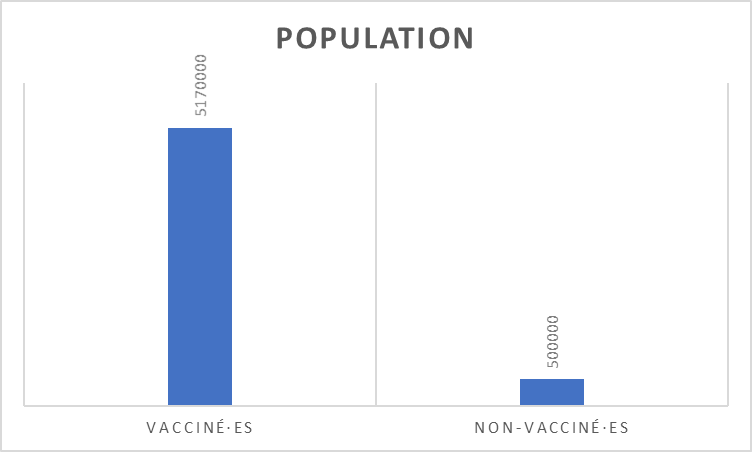 POPULATION
5170000
500000
VACCINÉ·ES
NON-VACCINÉ·ES